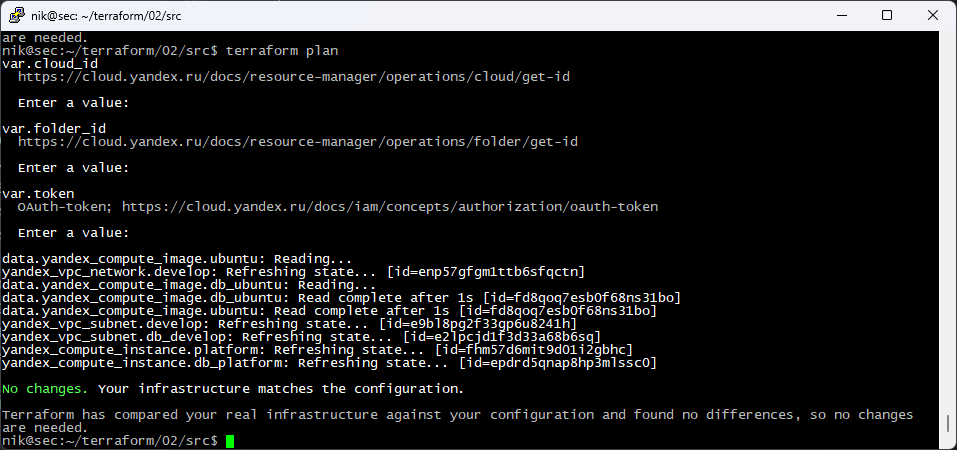 nik@sec: ~/terraform/02/src
are needed.
nik@sec:~/terraform/02/src$ terraform plan
var.cloud_id
  https://cloud.yandex.ru/docs/resource-manager/operations/cloud/get-id
  Enter a value:
var.folder_id
  https://cloud.yandex.ru/docs/resource-manager/operations/folder/get-id
  Enter a value:
var.token
  OAuth-token; https://cloud.yandex.ru/docs/iam/concepts/authorization/oauth-token
  Enter a value:
data.yandex_compute_image.ubuntu: Reading...
yandex_vpc_network.develop: Refreshing state... [id=enp57gfgm1ttb6sfqctn]
data.yandex_compute_image.db_ubuntu: Reading...
data.yandex_compute_image.db_ubuntu: Read complete after 1s [id=fd8qoq7esb0f68ns31bo]
data.yandex_compute_image.ubuntu: Read complete after 1s [id=fd8qoq7esb0f68ns31bo]
yandex_vpc_subnet.develop: Refreshing state... [id=e9bl8pg2f33gp6u8241h]
yandex_vpc_subnet.db_develop: Refreshing state... [id=e2lpcjd1f3d33a68b6sq]
yandex_compute_instance.platform: Refreshing state... [id=fhm57d6mit9d01i2gbhc]
yandex_compute_instance.db_platform: Refreshing state... [id=epdrd5qnap8hp3mlssc0]
No changes. Your infrastructure matches the configuration.
Terraform has compared your real infrastructure against your configuration and found no differences, so no changes
are needed.
nik@sec:~/terraform/02/src$